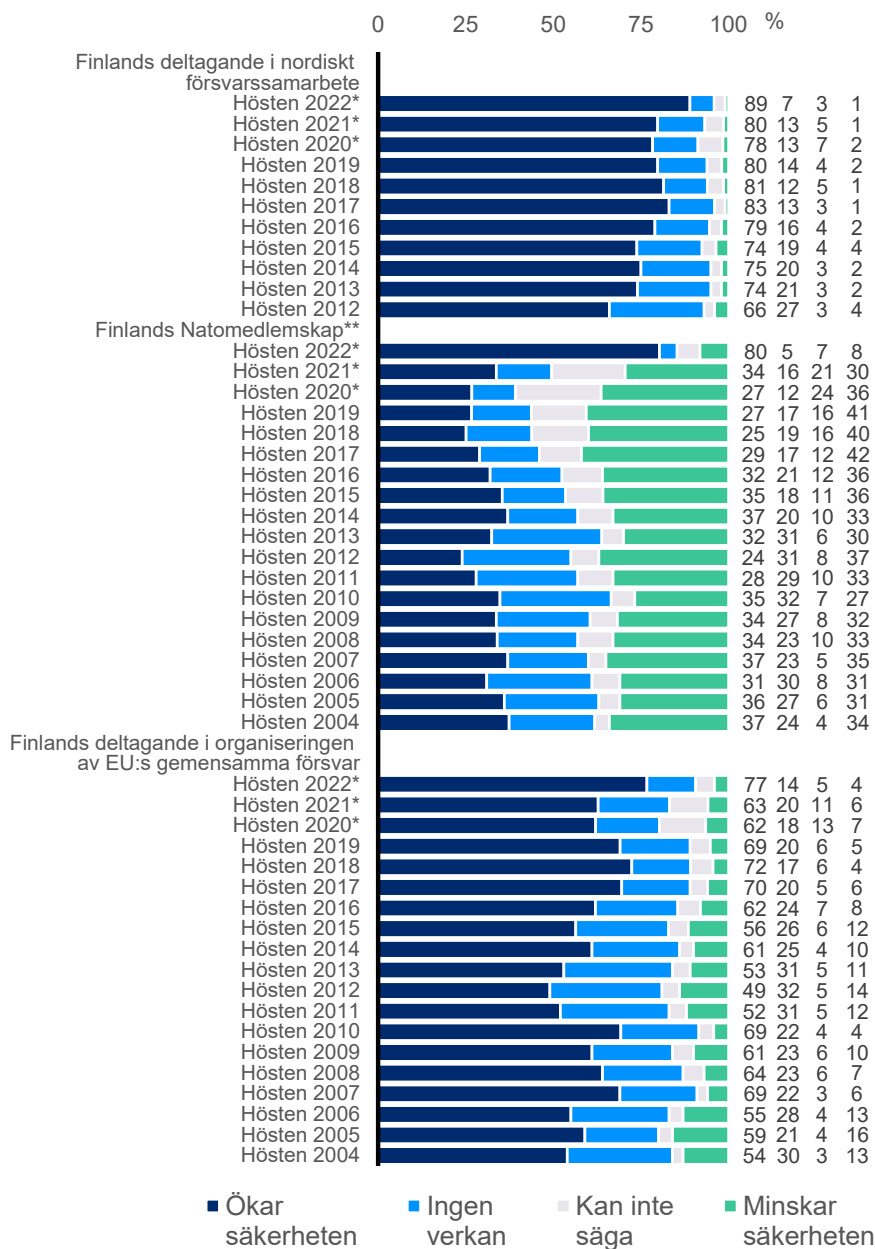 0 25 50 75 100 %
Finlands deltagande i nordiskt
försvarssamarbete
Hösten 2022* 89 7 3 1
Hösten 2021* 80 13 5 1
Hösten 2020* 78 13 7 2
Hösten 2019 80 14 4 2
Hösten 2018 81 12 5 1
Hösten 2017 83 13 3 1
Hösten 2016 79 16 4 2
Hösten 2015 74 19 4 4
Hösten 2014 75 20 3 2
Hösten 2013 74 21 3 2
Hösten 2012 66 27 3 4
Finlands Natomedlemskap**
Hösten 2022* 80 5 7 8
Hösten 2021* 34 16 21 30
Hösten 2020* 27 12 24 36
Hösten 2019 27 17 16 41
Hösten 2018 25 19 16 40
Hösten 2017 29 17 12 42
Hösten 2016 32 21 12 36
Hösten 2015 35 18 11 36
Hösten 2014 37 20 10 33
Hösten 2013 32 31 6 30
Hösten 2012 24 31 8 37
Hösten 2011 28 29 10 33
Hösten 2010 35 32 7 27
Hösten 2009 34 27 8 32
Hösten 2008 34 23 10 33
Hösten 2007 37 23 5 35
Hösten 2006 31 30 8 31
Hösten 2005 36 27 6 31
Hösten 2004 37 24 4 34
Finlands deltagande i organiseringen
av EU:s gemensamma försvar
Hösten 2022* 77 14 5 4
Hösten 2021* 63 20 11 6
Hösten 2020* 62 18 13 7
Hösten 2019 69 20 6 5
Hösten 2018 72 17 6 4
Hösten 2017 70 20 5 6
Hösten 2016 62 24 7 8
Hösten 2015 56 26 6 12
Hösten 2014 61 25 4 10
Hösten 2013 53 31 5 11
Hösten 2012 49 32 5 14
Hösten 2011 52 31 5 12
Hösten 2010 69 22 4 4
Hösten 2009 61 23 6 10
Hösten 2008 64 23 6 7
Hösten 2007 69 22 3 6
Hösten 2006 55 28 4 13
Hösten 2005 59 21 4 16
Hösten 2004 54 30 3 13
Ökar
säkerheten
Ingen
verkan
Kan inte
säga
Minskar
säkerheten